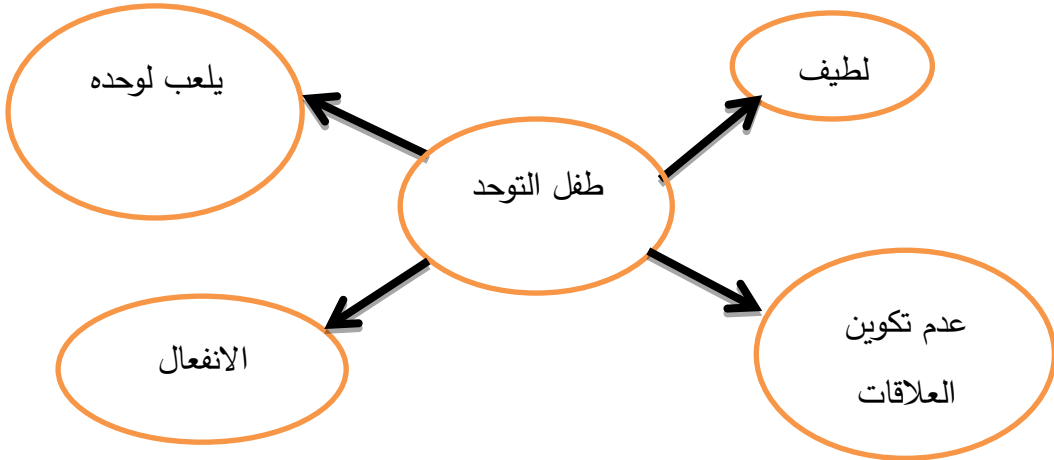 لطيف
يلعب لوحده
طفل التوحد
عدم تكوين
العلاقات
الانفعال